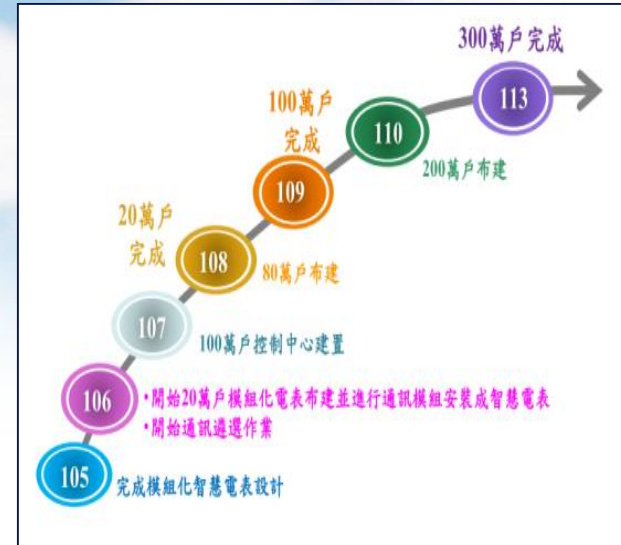 300萬戶完成
113
100萬戶
完成
110
200萬戶布建
109
20萬戶
完成
108
80萬戶布建
107
100萬戶控制中心建置
106
•開始20萬戶模組化電表布建並進行通訊模組安裝成智慧電表
•開始通訊遴選作業
105
完成模組化智慧電表設計